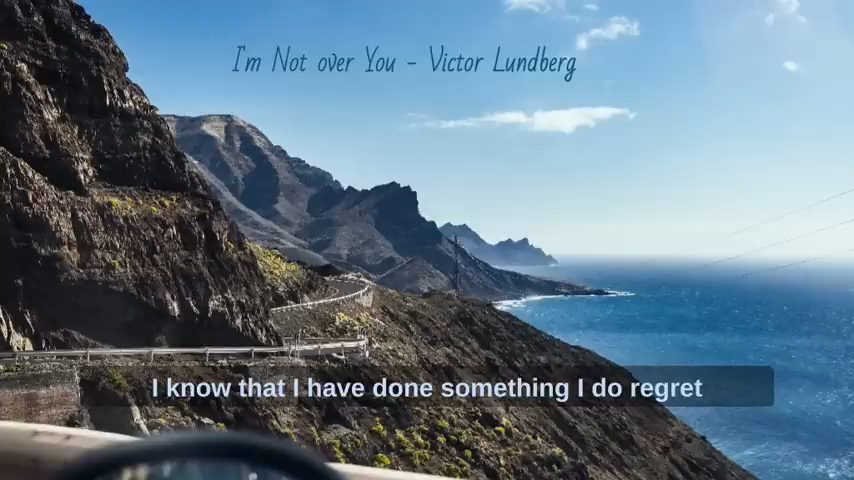 I'm Not over You - Victor Lundberg
I know that I have done something I do regret